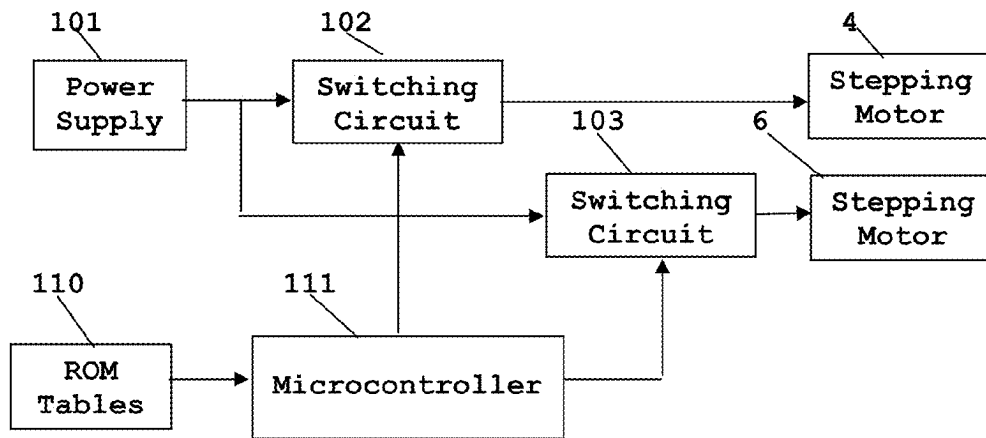 101
102
4
Power
Supply
Switching
Circuit
Stepping
Motor
103
6
Switching
Circuit
Stepping
Motor
110
111
ROM
Tables
Microcontroller